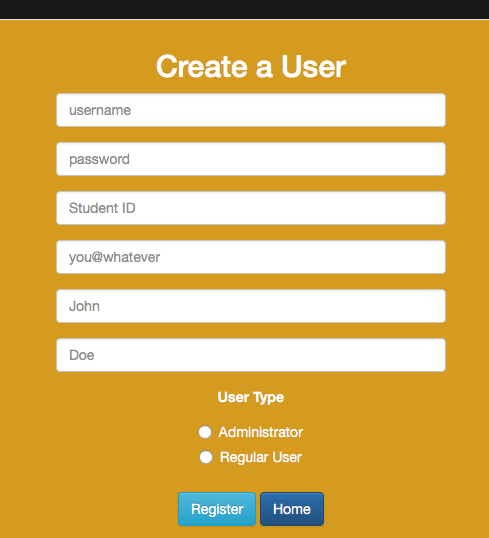 Create a User
username
password
Student ID
you@whatever
John
Doe
User Type
Administrator
Regular User
Register Home